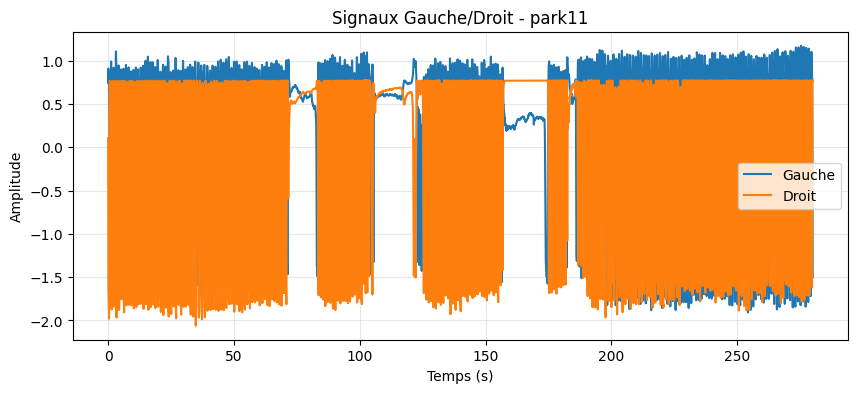 Signaux Gauche/Droit - park11
Amplitude
1.0
0.5
0.0
−0.5
−1.0
−1.5
−2.0
Gauche
Droit
0 50 100 150 200 250
Temps (s)